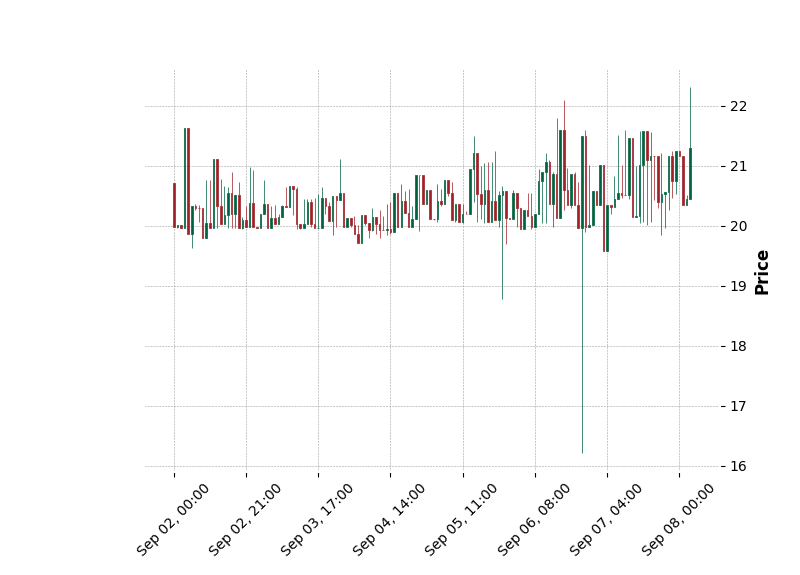 22
21
20
19
18
17
16
Price
Sep 02, 00:00
Sep 02, 21:00
Sep 03, 17:00
Sep 04, 14:00
Sep 05, 11:00
Sep 06, 08:00
Sep 07, 04:00
Sep 08, 00:00